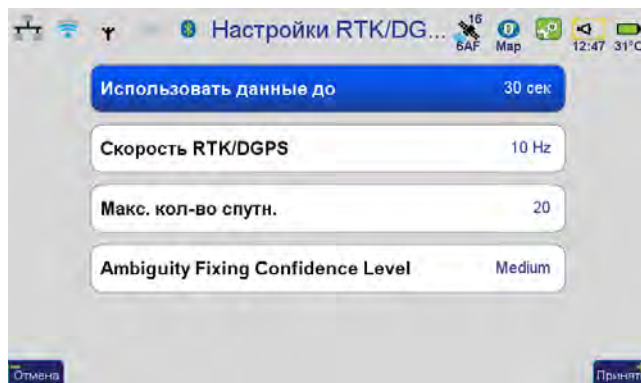 Настройки RTK/DG...
16
6AF
Map
12:47 31°C
Использовать данные до 30 сек
Скорость RTK/DGPS 10 Hz
Макс. кол-во спутн. 20
Ambiguity Fixing Confidence Level Medium
Отмена Принят